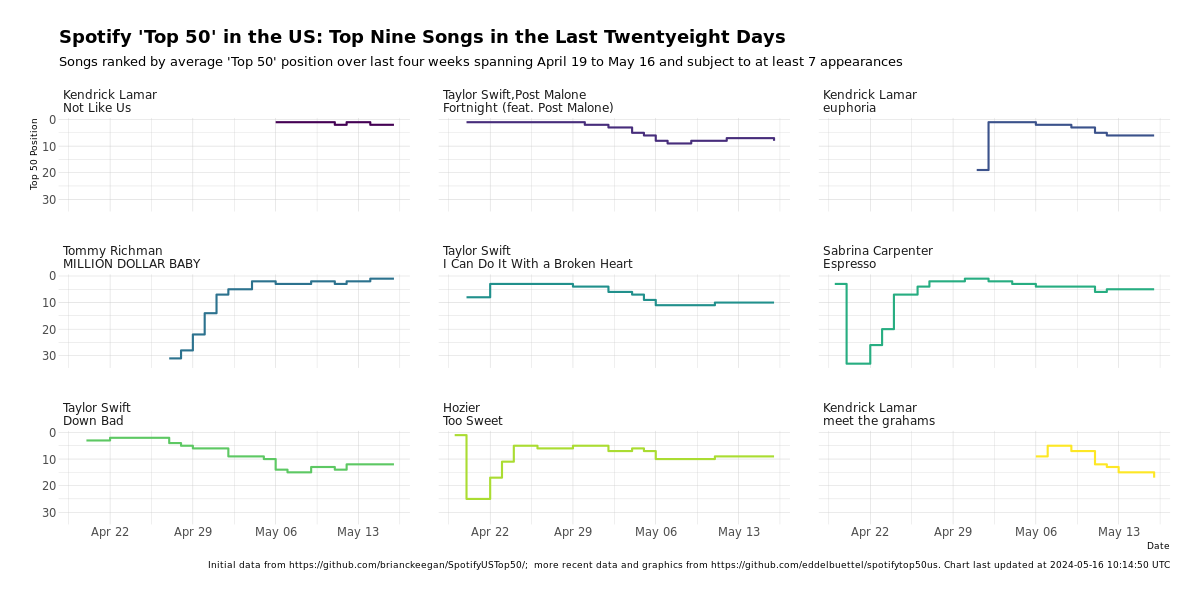 Spotify 'Top 50' in the US: Top Nine Songs in the Last Twentyeight Days
Songs ranked by average 'Top 50' position over last four weeks spanning April 19 to May 16 and subject to at least 7 appearances
Kendrick Lamar
Not Like Us
Taylor Swift,Post Malone
Fortnight (feat. Post Malone)
Kendrick Lamar
euphoria
Top 50 Position
0
10
20
30
Tommy Richman
MILLION DOLLAR BABY
Taylor Swift
I Can Do It With a Broken Heart
Sabrina Carpenter
Espresso
0
10
20
30
Taylor Swift
Down Bad
Hozier
Too Sweet
Kendrick Lamar
meet the grahams
0
10
20
30
Apr 22 Apr 29 May 06 May 13
Apr 22 Apr 29 May 06 May 13
Apr 22 Apr 29 May 06 May 13
Date
Initial data from https://github.com/brianckeegan/SpotifyUSTop50/; more recent data and graphics from https://github.com/eddelbuettel/spotifytop50us. Chart last updated at 2024-05-16 10:14:50 UTC